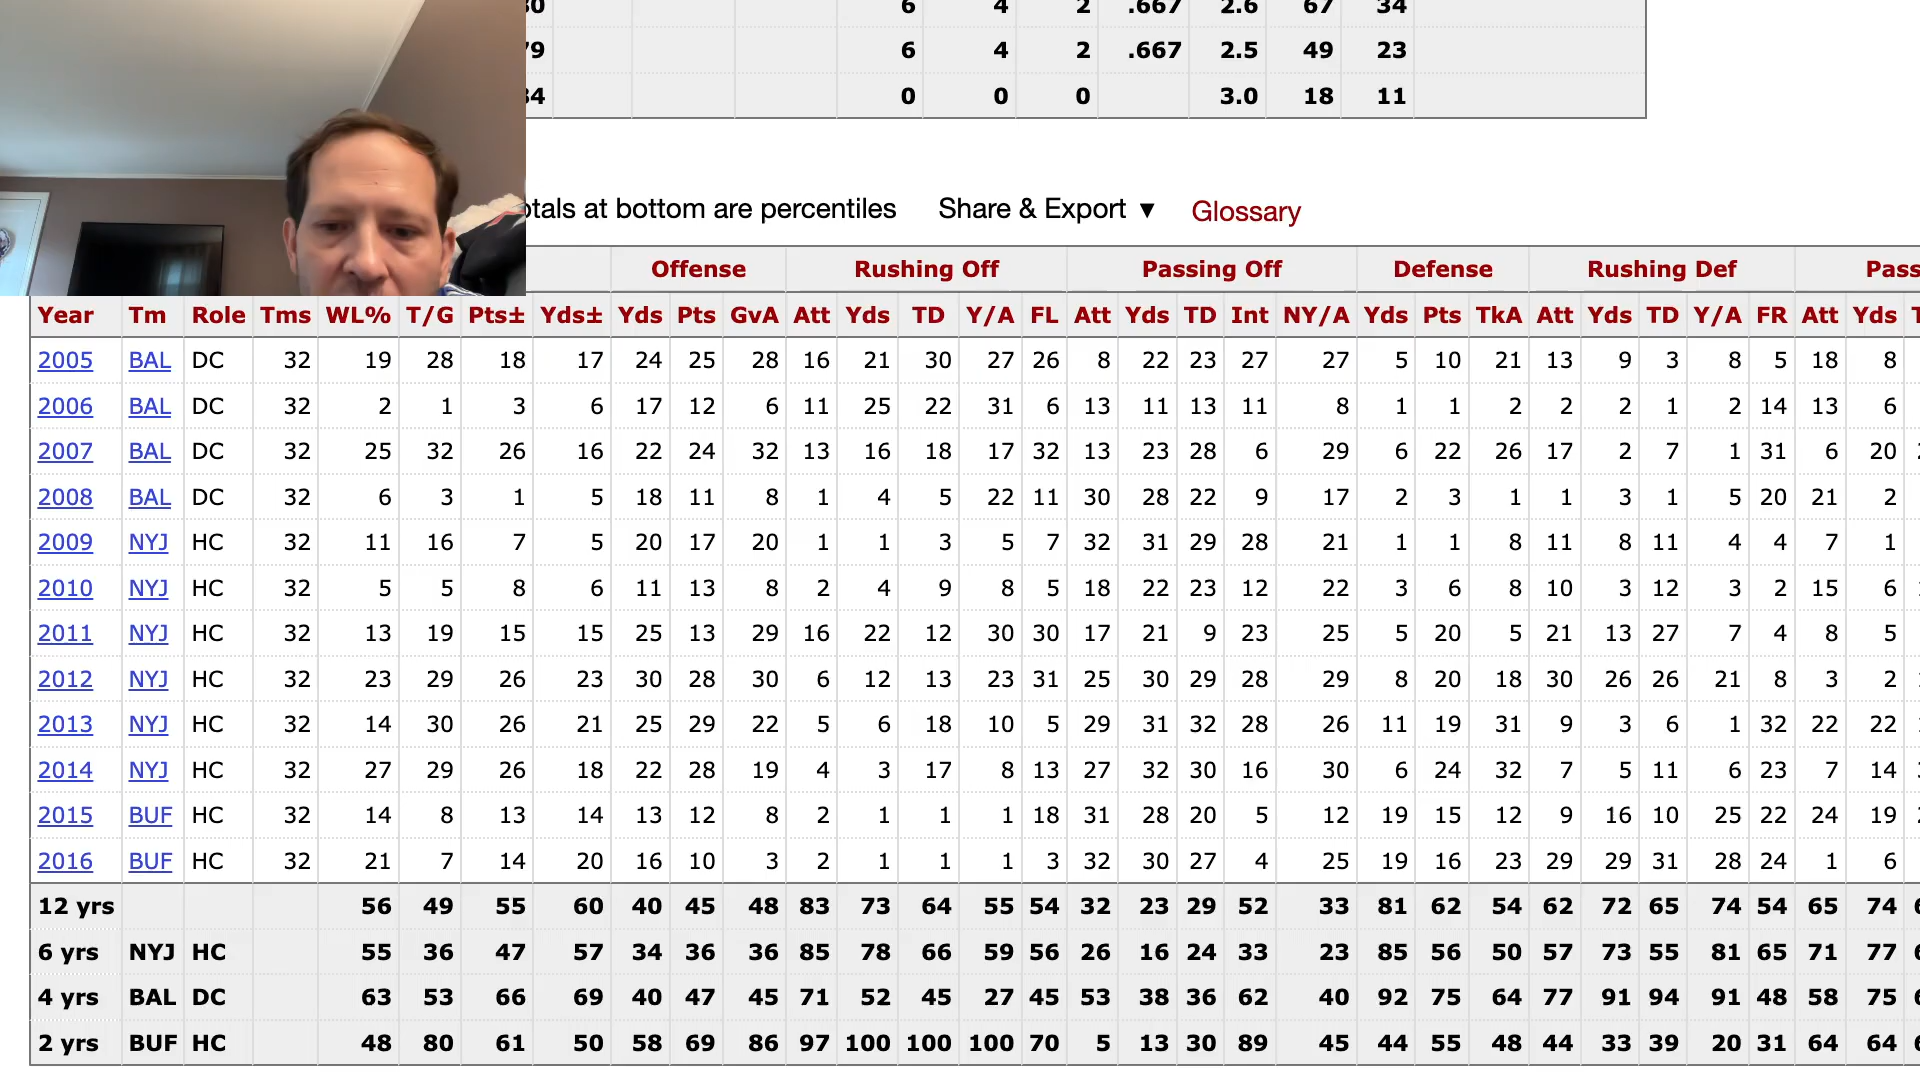 30 6 4 2 .667 2.6 67 34
79 6 4 2 .667 2.5 49 23
34 0 0 0 3.0 18 11
otals at bottom are percentiles Share & Export ▼ Glossary
Offense Rushing Off Passing Off Defense Rushing Def Pass
Year Tm Role Tms WL% T/G Pts± Yds± Yds Pts GvA Att Yds TD Y/A FL Att Yds TD Int NY/A Yds Pts TkA Att Yds TD Y/A FR Att Yds
2005 BAL DC 32 19 28 18 17 24 25 28 16 21 30 27 26 8 22 23 27 27 5 10 21 13 9 3 8 5 18 8
2006 BAL DC 32 2 1 3 6 17 12 6 11 25 22 31 6 13 11 13 11 8 1 1 2 2 2 1 2 14 13 6
2007 BAL DC 32 25 32 26 16 22 24 32 13 16 18 17 32 13 23 28 6 29 6 22 26 17 2 7 1 31 6 20
2008 BAL DC 32 6 3 1 5 18 11 8 1 4 5 22 11 30 28 22 9 17 2 3 1 1 3 1 5 20 21 2
2009 NYJ HC 32 11 16 7 5 20 17 20 1 1 3 5 7 32 31 29 28 21 1 1 8 11 8 11 4 4 7 1
2010 NYJ HC 32 5 5 8 6 11 13 8 2 4 9 8 5 18 22 23 12 22 3 6 8 10 3 12 3 2 15 6
2011 NYJ HC 32 13 19 15 15 25 13 29 16 22 12 30 30 17 21 9 23 25 5 20 5 21 13 27 7 4 8 5
2012 NYJ HC 32 23 29 26 23 30 28 30 6 12 13 23 31 25 30 29 28 29 8 20 18 30 26 26 21 8 3 2
2013 NYJ HC 32 14 30 26 21 25 29 22 5 6 18 10 5 29 31 32 28 26 11 19 31 9 3 6 1 32 22 22
2014 NYJ HC 32 27 29 26 18 22 28 19 4 3 17 8 13 27 32 30 16 30 6 24 32 7 5 11 6 23 7 14
2015 BUF HC 32 14 8 13 14 13 12 8 2 1 1 1 18 31 28 20 5 12 19 15 12 9 16 10 25 22 24 19
2016 BUF HC 32 21 7 14 20 16 10 3 2 1 1 1 3 32 30 27 4 25 19 16 23 29 29 31 28 24 1 6
12 yrs 56 49 55 60 40 45 48 83 73 64 55 54 32 23 29 52 33 81 62 54 62 72 65 74 54 65 74
6 yrs NYJ HC 55 36 47 57 34 36 36 85 78 66 59 56 26 16 24 33 23 85 56 50 57 73 55 81 65 71 77
4 yrs BAL DC 63 53 66 69 40 47 45 71 52 45 27 45 53 38 36 62 40 92 75 64 77 91 94 91 48 58 75
2 yrs BUF HC 48 80 61 50 58 69 86 97 100 100 100 70 5 13 30 89 45 44 55 48 44 33 39 20 31 64 64